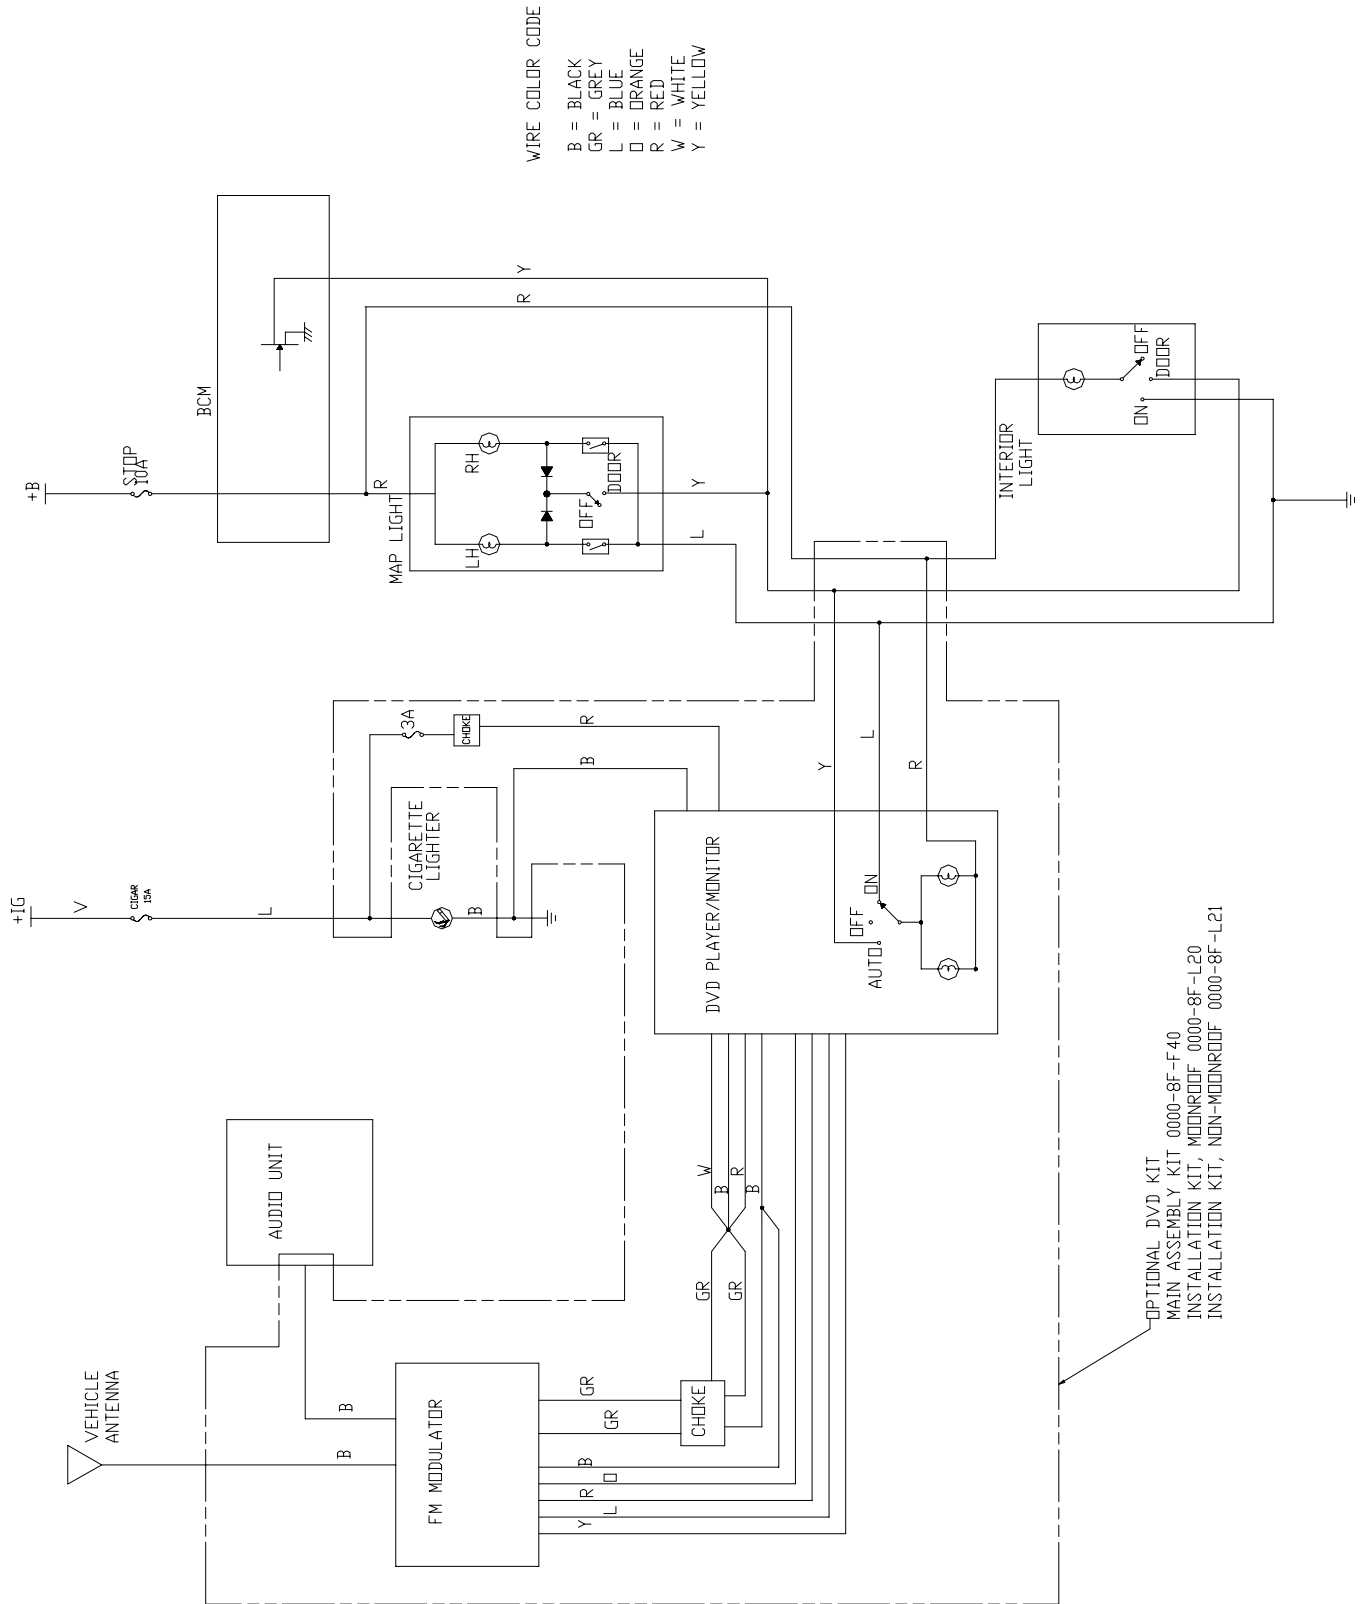 WIRE COLOR CODE
B = BLACK
GR = GREY
L = BLUE
O = ORANGE
R = RED
W = WHITE
Y = YELLOW
+B
STOP
10A
BCM
R
Y
R
MAP LIGHT
LH
RH
OFF
DOOR
L
Y
INTERIOR
LIGHT
ON
OFF
DOOR
+IG
V
CIGAR
15A
L
3A
CHOKE
R
CIGARETTE
LIGHTER
B
B
Y
L
R
DVD PLAYER/MONITOR
AUTO
OFF
ON
AUDIO UNIT
VEHICLE
ANTENNA
B
B
FM MODULATOR
GR
GR
B
O
R
L
Y
CHOKE
GR
GR
W
B
R
B
OPTIONAL DVD KIT
MAIN ASSEMBLY KIT 0000-8F-F40
INSTALLATION KIT, MOONROOF 0000-8F-L20
INSTALLATION KIT, NON-MOONROOF 0000-8F-L21